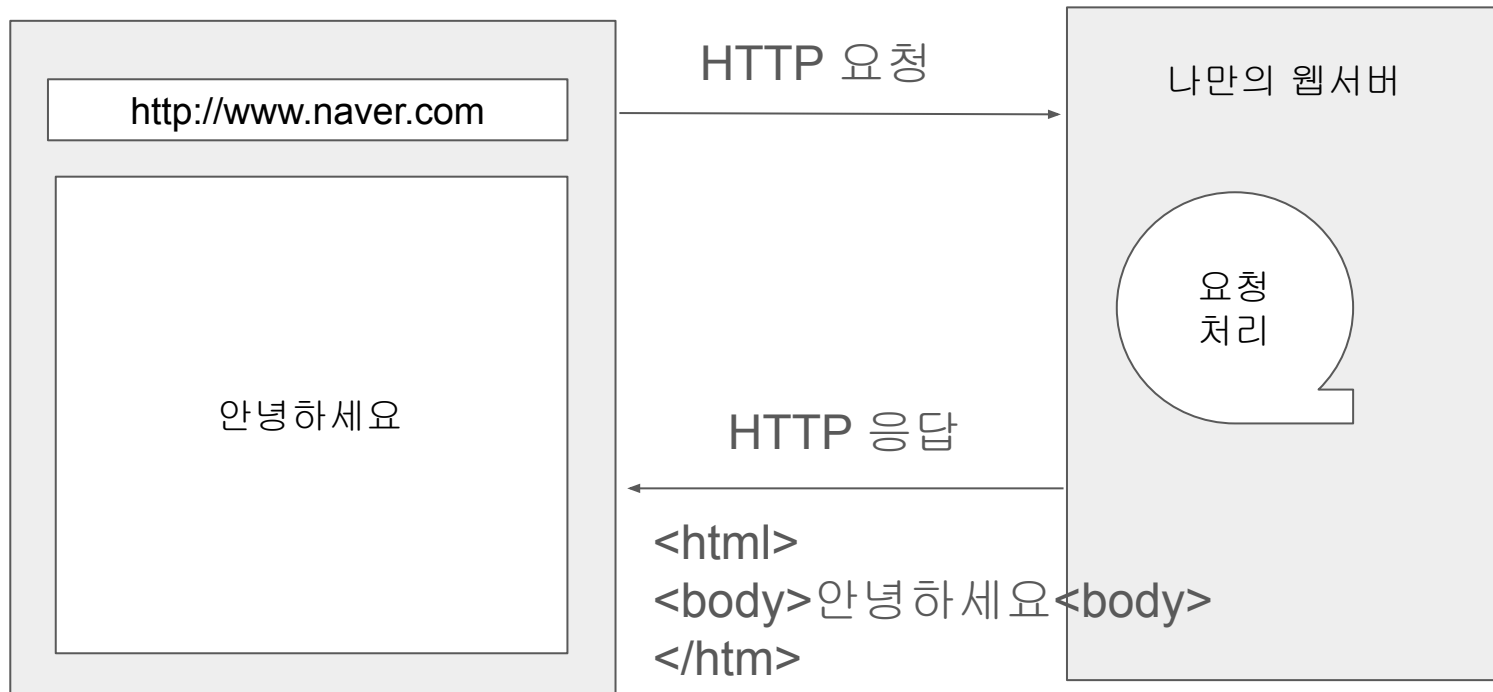 http://www.naver.com
안녕하세요
HTTP 요청
HTTP 응답
<html>
<body>안녕하세요<body>
</htm>
나만의 웹서버
요청
처리